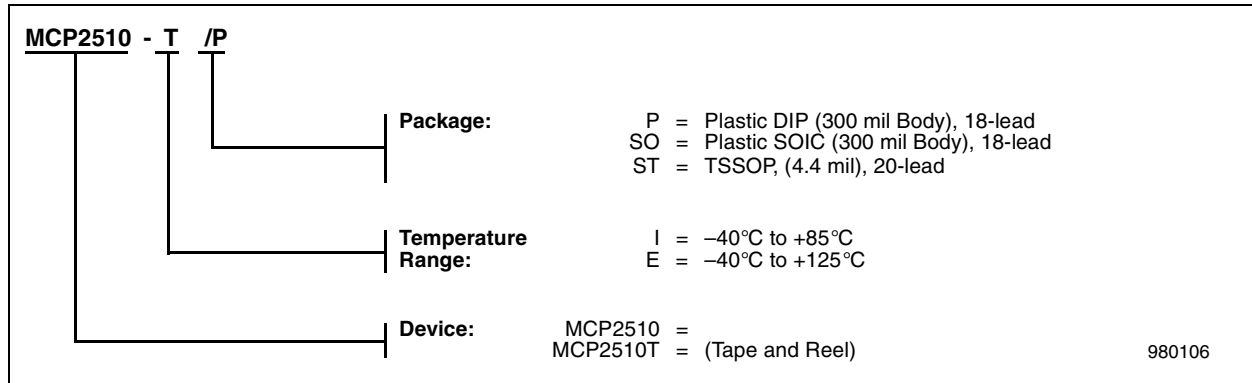 MCP2510 - T /P
Package: P = Plastic DIP (300 mil Body), 18-lead
SO = Plastic SOIC (300 mil Body), 18-lead
ST = TSSOP, (4.4 mil), 20-lead
Temperature I = –40°C to +85°C
Range: E = –40°C to +125°C
Device: MCP2510 =
MCP2510T = (Tape and Reel) 980106